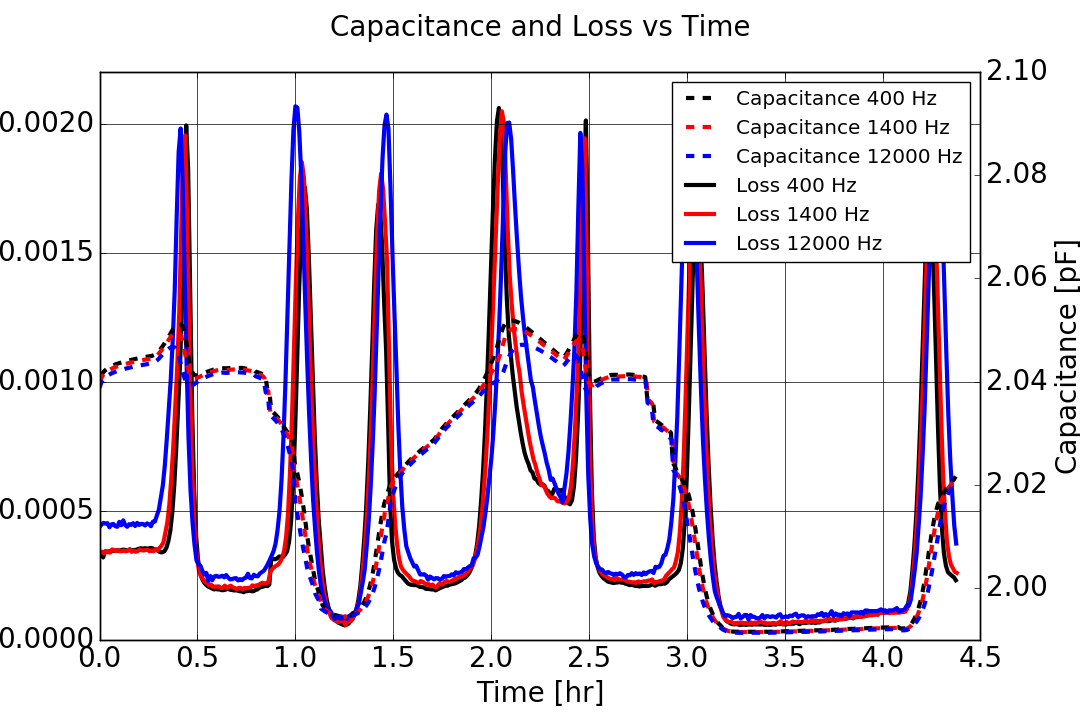 Capacitance and Loss vs Time
0.0020
0.0015
0.0010
0.0005
0.0000
2.10
2.08
2.06
2.04
2.02
2.00
Capacitance [pF]
Capacitance 400 Hz
Capacitance 1400 Hz
Capacitance 12000 Hz
Loss 400 Hz
Loss 1400 Hz
Loss 12000 Hz
0.0 0.5 1.0 1.5 2.0 2.5 3.0 3.5 4.0 4.5
Time [hr]